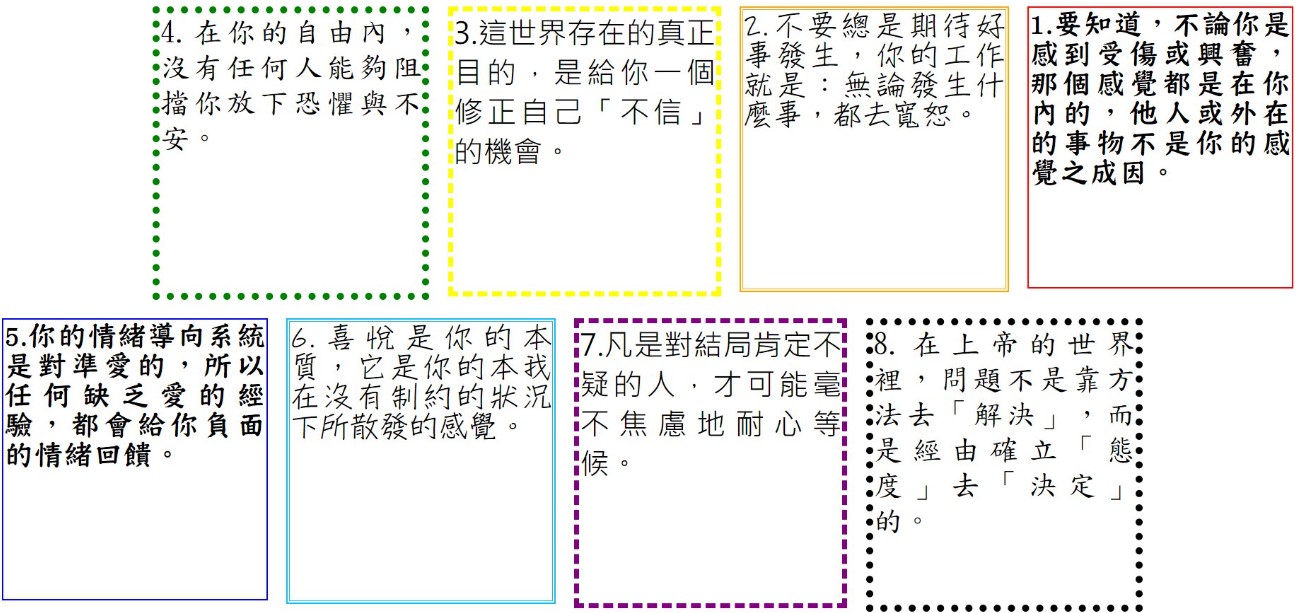 1.要知道，不論你是
感到受傷或興奮，
那個感覺都是在你
內的，他人或外在
的事物不是你的感
覺之成因。
2.不要總是期待好
事發生，你的工作
就是：無論發生什
麼事，都去寬恕。
3.這世界存在的真正
目的，是給你一個
修正自己「不信」
的機會。
4. 在你的自由內，
沒有任何人能夠阻
擋你放下恐懼與不
安。
5.你的情緒導向系統
是對準愛的，所以
任何缺乏愛的經
驗，都會給你負面
的情緒回饋。
6. 喜悅是你的本
質，它是你的本我
在沒有制約的狀況
下所散發的感覺。
7.凡是對結局肯定不
疑的人，才可能毫
不焦慮地耐心等
候。
8. 在上帝的世界
裡，問題不是靠方
法去「解決」，而
是經由確立「態
度」去「決定」
的。